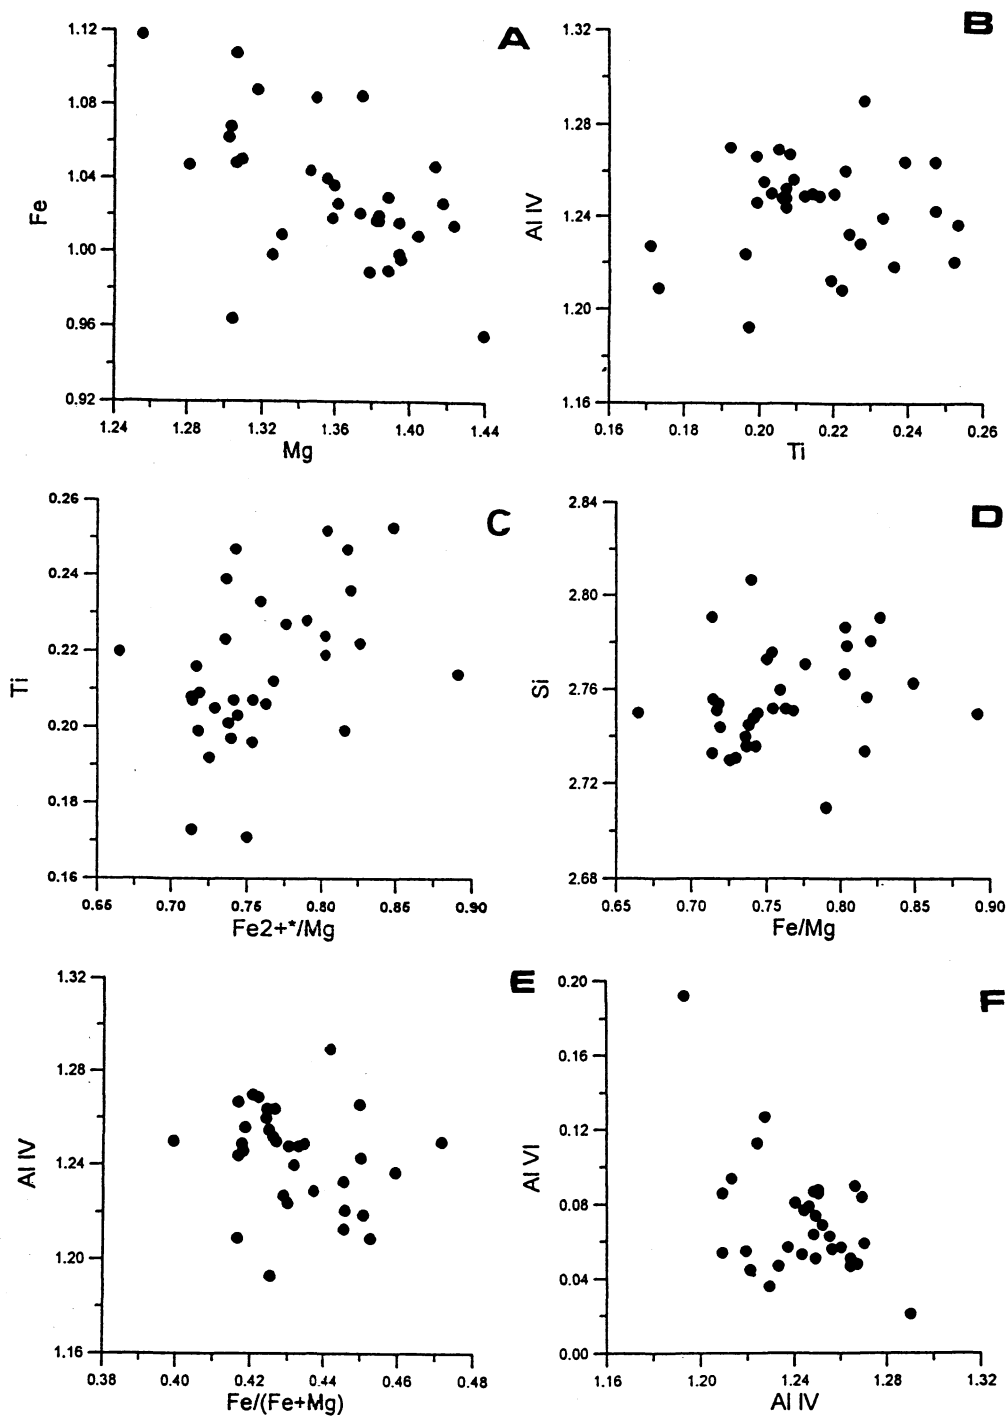 A
1.12
1.08
1.04
1.00
0.96
0.92
Fe
1.24 1.28 1.32 1.36 1.40 1.44
Mg
B
1.32
1.28
1.24
1.20
1.16
Al IV
0.16 0.18 0.20 0.22 0.24 0.26
Ti
C
0.26
0.24
0.22
0.20
0.18
0.16
Ti
0.65 0.70 0.75 0.80 0.85 0.90
Fe2+*/Mg
D
2.84
2.80
2.76
2.72
2.68
Si
0.65 0.70 0.75 0.80 0.85 0.90
Fe/Mg
E
1.32
1.28
1.24
1.20
1.16
Al IV
0.38 0.40 0.42 0.44 0.46 0.48
Fe/(Fe+Mg)
F
0.20
0.16
0.12
0.08
0.04
0.00
Al VI
1.16 1.20 1.24 1.28 1.32
Al IV